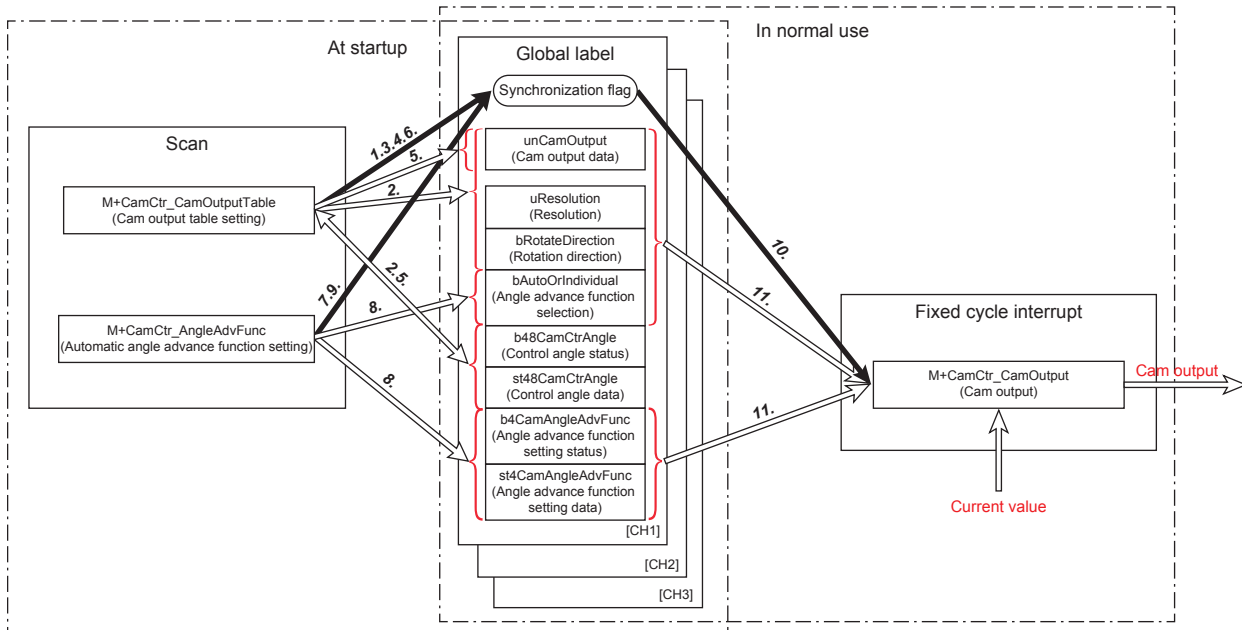 At startup
In normal use
Global label
Synchronization flag
Scan
1.3.4.6.
5.
2.
unCamOutput
(Cam output data)
M+CamCtr_CamOutputTable
(Cam output table setting)
uResolution
(Resolution)
bRotateDirection
(Rotation direction)
10.
2.5.
7.9.
8.
bAutoOrIndividual
(Angle advance function
selection)
11.
Fixed cycle interrupt
M+CamCtr_AngleAdvFunc
(Automatic angle advance function setting)
b48CamCtrAngle
(Control angle status)
st48CamCtrAngle
(Control angle data)
M+CamCtr_CamOutput
(Cam output)
Cam output
8.
b4CamAngleAdvFunc
(Angle advance function
setting status)
11.
st4CamAngleAdvFunc
(Angle advance function
setting data)
Current value
[CH1]
[CH2]
[CH3]